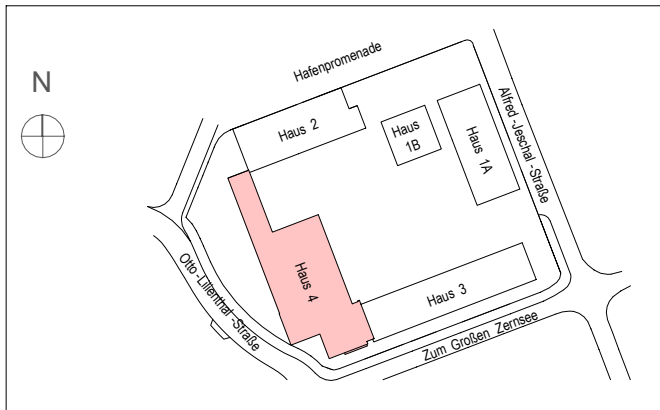 Hafenpromenade
N
Haus 2
Haus
1B
Haus 1A
Alfred-Jeschal-Straße
Haus 4
Haus 3
Otto-Lilienthal-Straße
Zum Großen Zernsee